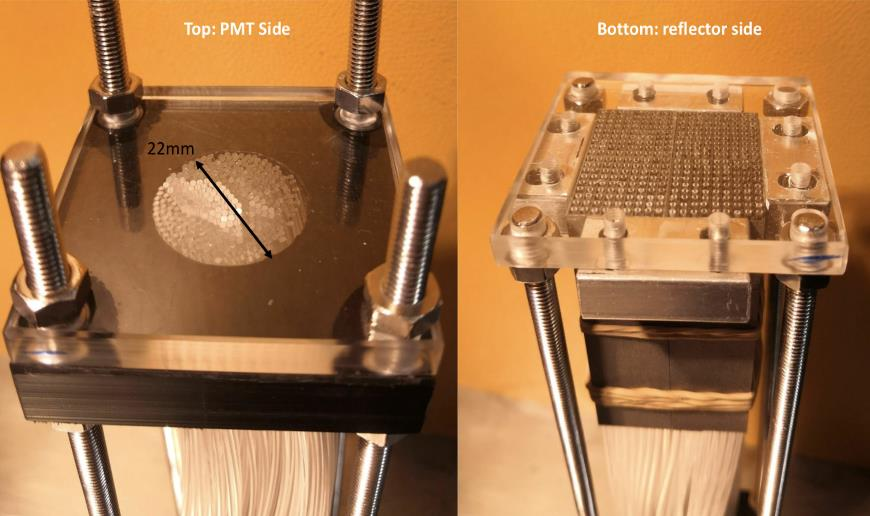 Top: PMT Side
Bottom: reflector side
22mm